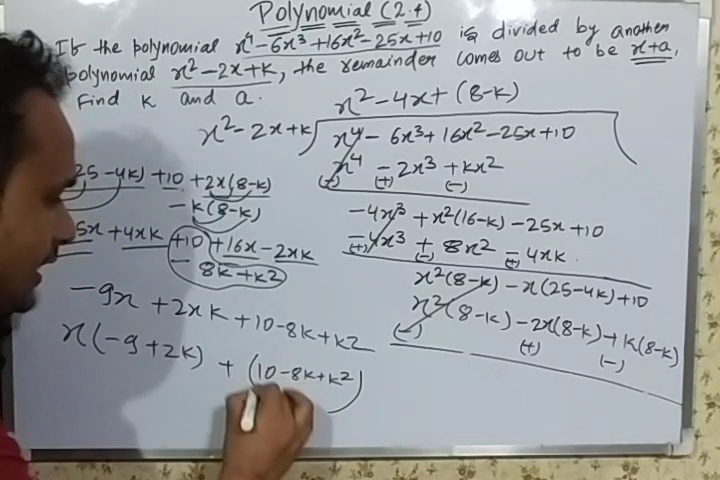 Polynomial (2.4)
If the polynomial x⁴-6x³+16x²-25x+10 is divided by another
polynomial x²-2x+k, the remainder comes out to be x+a,
Find k and a.
x²-4x+(8-k)
x²-2x+k) x⁴-6x³+16x²-25x+10
x⁴-2x³+kx²
(-) (+) (-)
-4x³+x²(16-k)-25x+10
-4x³+8x²-4xk.
(+) - (+)
x²(8-k)-x(25-4k)+10
x²(8-k)-2x(8-k)+k(8-k)
(-) (+) (-)
25-4k)+10+2x(8-k)
-k(8-k)
5x+4xk+10+16x-2xk
-8k+k2
-9x+2xk+10-8k+k2
x(-9+2k)+(10-8k+k²)